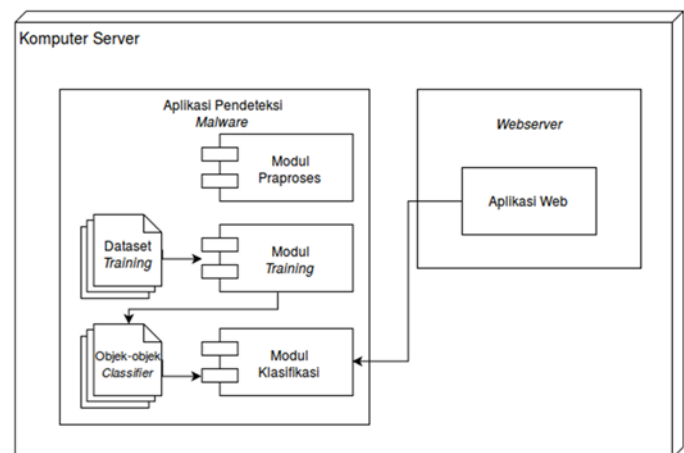 Komputer Server
Aplikasi Pendeteksi
Malware
Modul
Praproses
Dataset
Training
Modul
Training
Objek-objek
Classifier
Modul
Klasifikasi
Webserver
Aplikasi Web